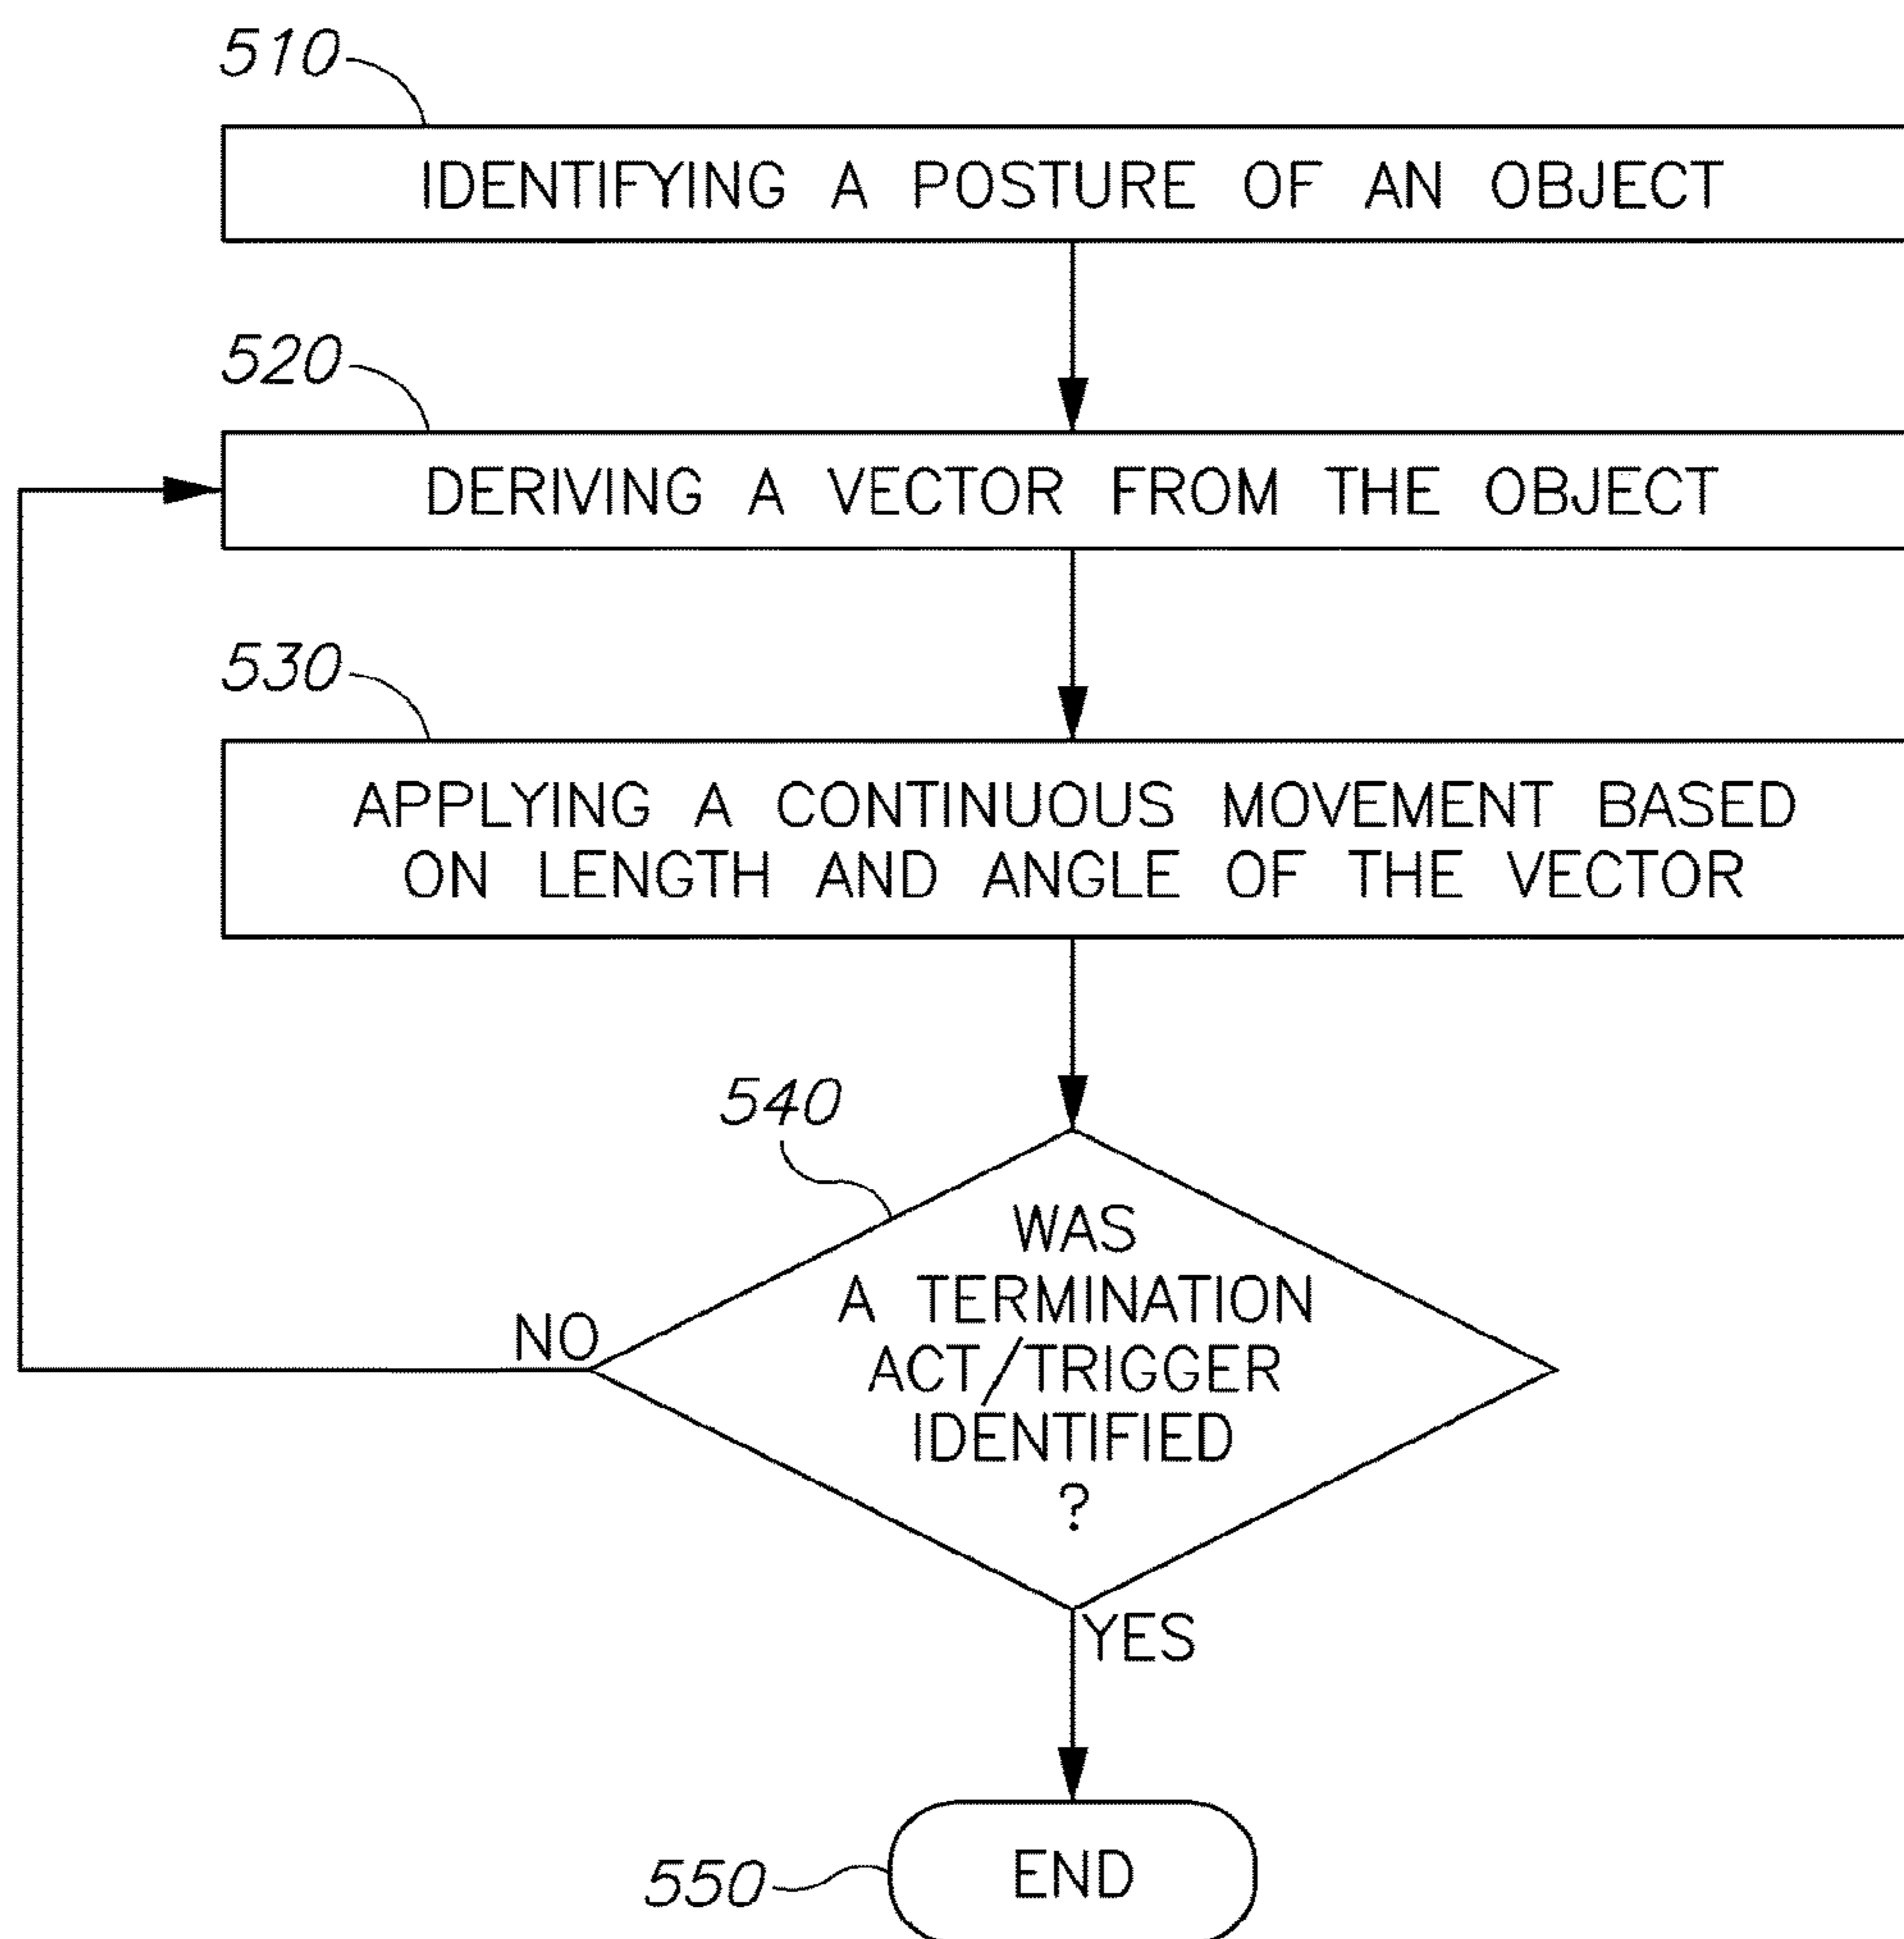 510
IDENTIFYING A POSTURE OF AN OBJECT
520
DERIVING A VECTOR FROM THE OBJECT
530
APPLYING A CONTINUOUS MOVEMENT BASED
ON LENGTH AND ANGLE OF THE VECTOR
540
WAS
A TERMINATION
ACT/TRIGGER
IDENTIFIED
?
NO
YES
550
END